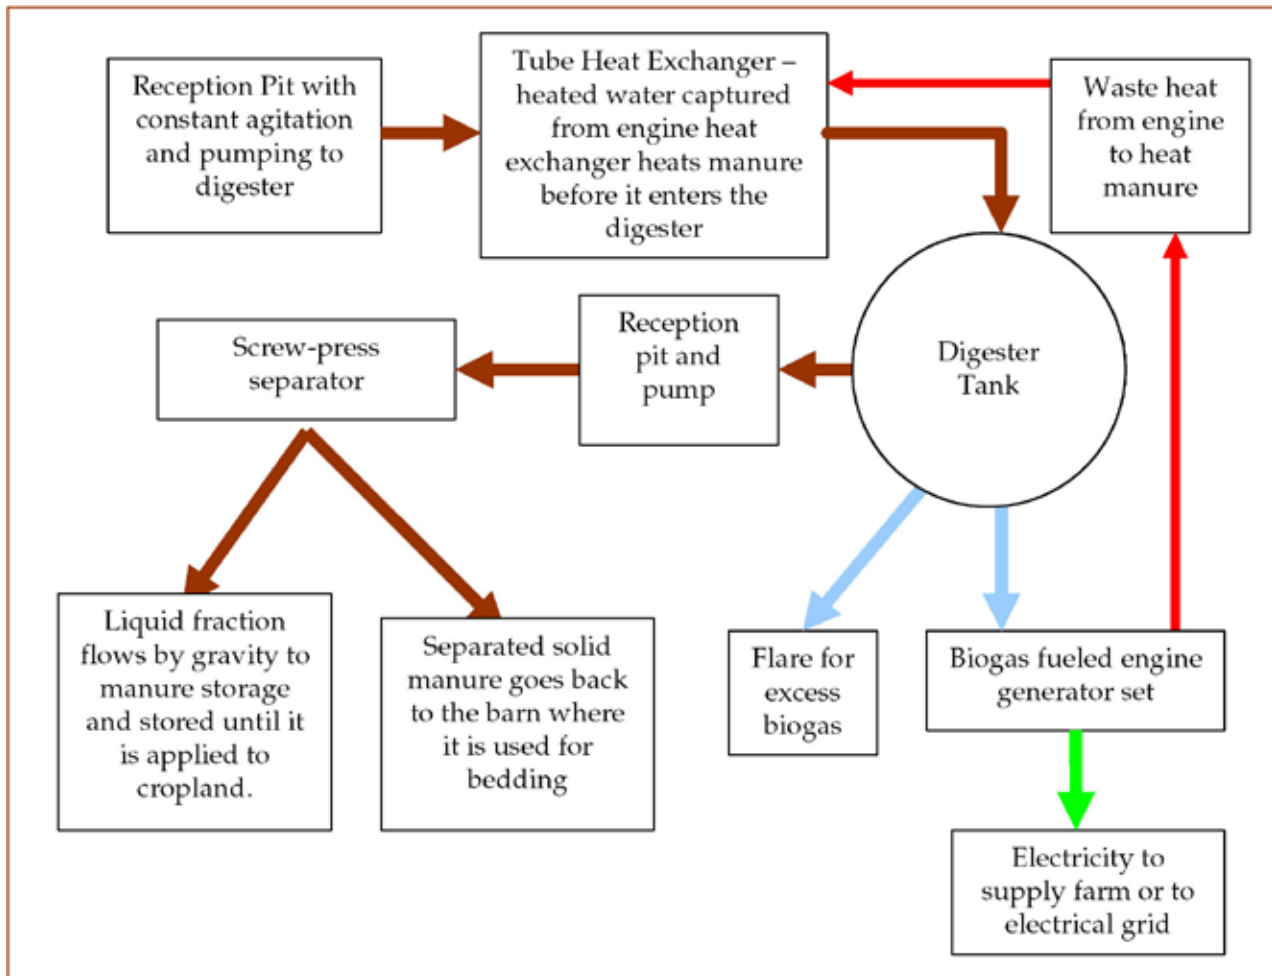 Reception Pit with
constant agitation
and pumping to
digester
Tube Heat Exchanger –
heated water captured
from engine heat
exchanger heats manure
before it enters the
digester
Waste heat
from engine
to heat
manure
Screw-press
separator
Reception
pit and
pump
Digester
Tank
Liquid fraction
flows by gravity to
manure storage
and stored until it
is applied to
cropland.
Separated solid
manure goes back
to the barn where
it is used for
bedding
Flare for
excess
biogas
Biogas fueled engine
generator set
Electricity to
supply farm or to
electrical grid